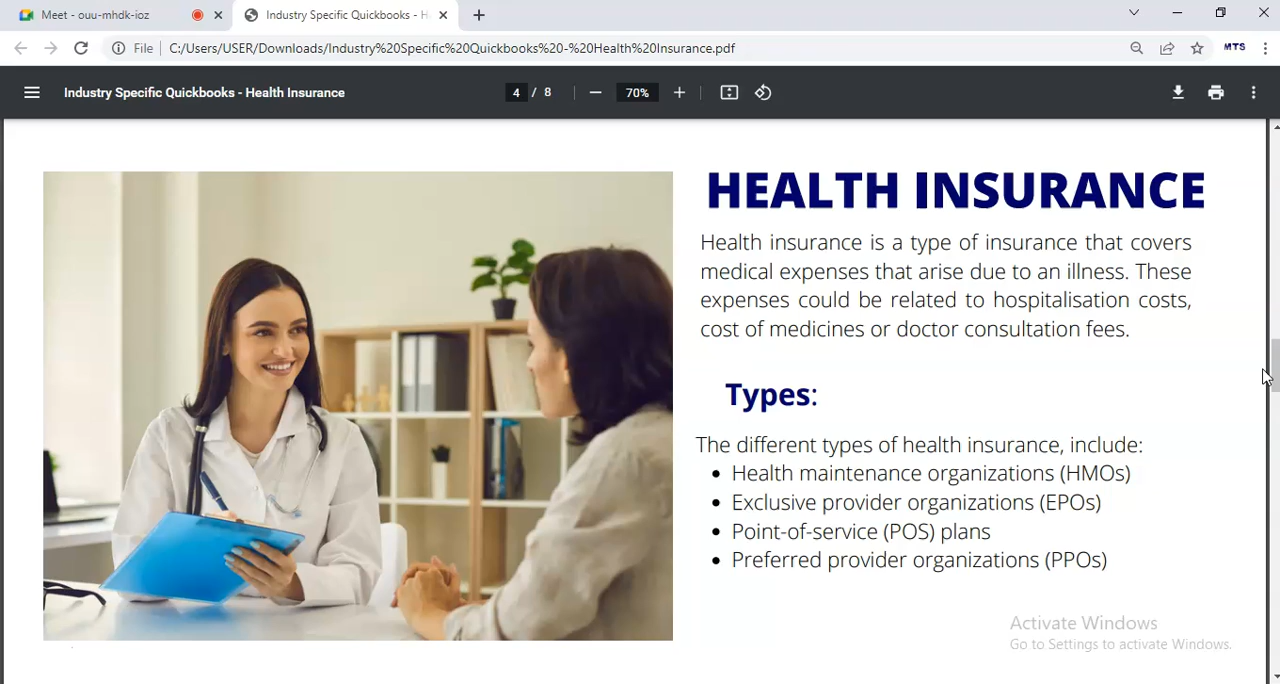 Meet - ouu-mhdk-ioz
Industry Specific Quickbooks - H
File
C:/Users/USER/Downloads/Industry%20Specific%20Quickbooks%20-%20Health%20Insurance.pdf
MTS
Industry Specific Quickbooks - Health Insurance
4 / 8
70%
HEALTH INSURANCE
Health insurance is a type of insurance that covers
medical expenses that arise due to an illness. These
expenses could be related to hospitalisation costs,
cost of medicines or doctor consultation fees.
Types:
The different types of health insurance, include:
• Health maintenance organizations (HMOs)
• Exclusive provider organizations (EPOs)
• Point-of-service (POS) plans
• Preferred provider organizations (PPOs)
Activate Windows
Go to Settings to activate Windows.